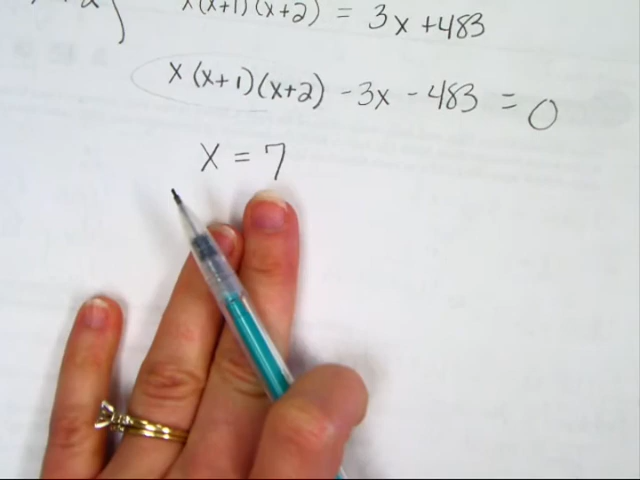 x(x+1)(x+2) = 3x+483
x(x+1)(x+2) -3x - 483 = 0
x = 7